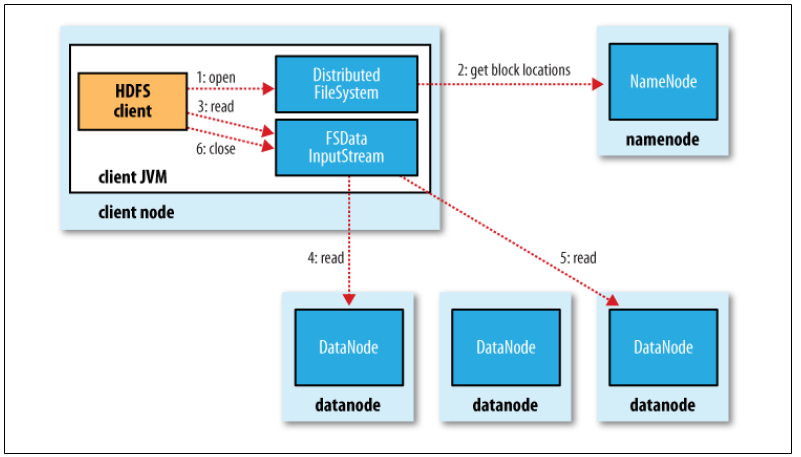 HDFS
client
1: open
3: read
6: close
Distributed
FileSystem
FSData
InputStream
client JVM
client node
2: get block locations
NameNode
namenode
4: read
5: read
DataNode
datanode
DataNode
datanode
DataNode
datanode